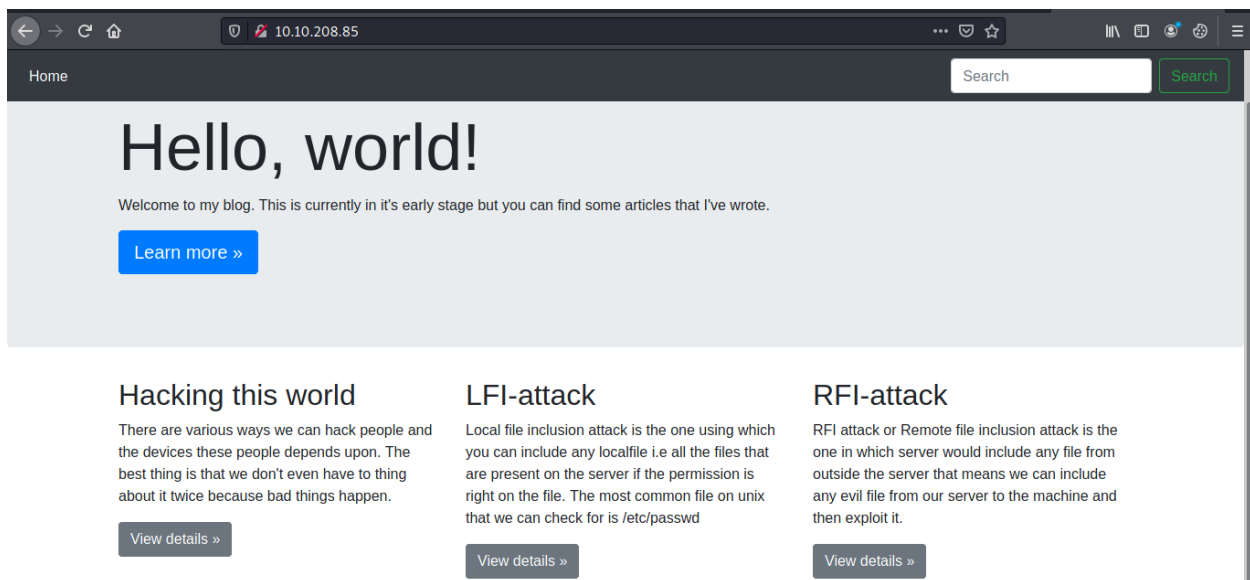 10.10.208.85
Home
Search
Search
Hello, world!
Welcome to my blog. This is currently in it's early stage but you can find some articles that I've wrote.
Learn more »
Hacking this world
There are various ways we can hack people and
the devices these people depends upon. The
best thing is that we don't even have to thing
about it twice because bad things happen.
View details »
LFI-attack
Local file inclusion attack is the one using which
you can include any localfile i.e all the files that
are present on the server if the permission is
right on the file. The most common file on unix
that we can check for is /etc/passwd
View details »
RFI-attack
RFI attack or Remote file inclusion attack is the
one in which server would include any file from
outside the server that means we can include
any evil file from our server to the machine and
then exploit it.
View details »